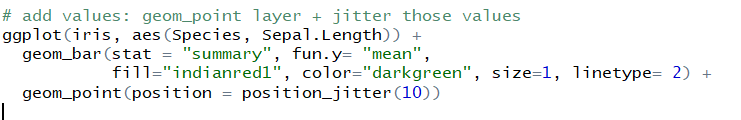 # add values: geom_point layer + jitter those values
ggplot(iris, aes(Species, Sepal.Length)) +
  geom_bar(stat = "summary", fun.y= "mean",
           fill="indianred1", color="darkgreen", size=1, linetype= 2) +
  geom_point(position = position_jitter(10))